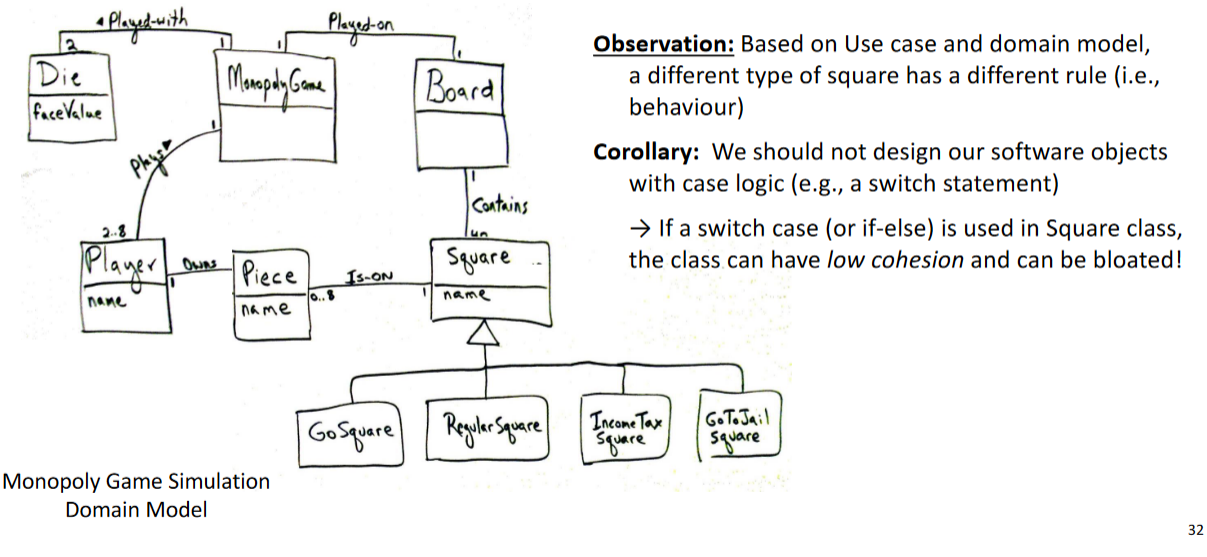 ◂ Played-with
Played-on
2
1
1
1
Die
faceValue
MonopolyGame
Board
Observation: Based on Use case and domain model,
a different type of square has a different rule (i.e.,
behaviour)
Plays▸
1
Corollary: We should not design our software objects
with case logic (e.g., a switch statement)
→ If a switch case (or if-else) is used in Square class,
the class can have low cohesion and can be bloated!
1
Contains
2..8
Player
name
Owns
1
Piece
name
Is-ON
0..8
1
Square
name
GoSquare
RegularSquare
IncomeTax
Square
GoToJail
Square
Monopoly Game Simulation
Domain Model
32